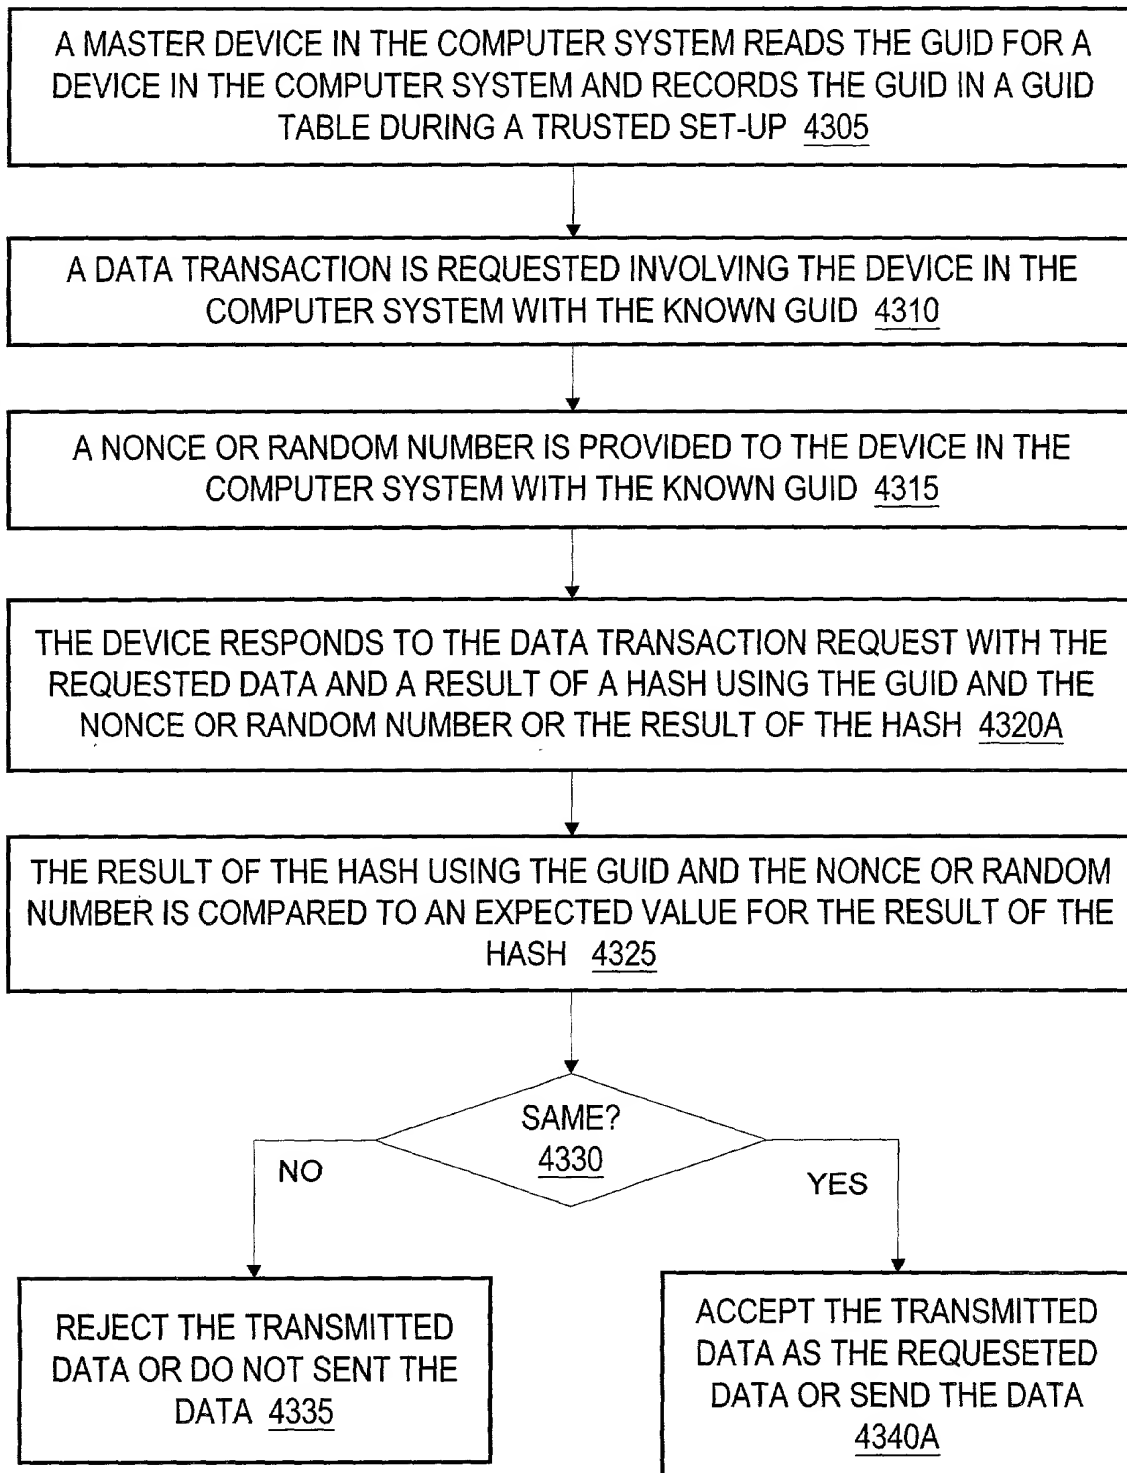 A MASTER DEVICE IN THE COMPUTER SYSTEM READS THE GUID FOR A
DEVICE IN THE COMPUTER SYSTEM AND RECORDS THE GUID IN A GUID
TABLE DURING A TRUSTED SET-UP 4305
A DATA TRANSACTION IS REQUESTED INVOLVING THE DEVICE IN THE
COMPUTER SYSTEM WITH THE KNOWN GUID 4310
A NONCE OR RANDOM NUMBER IS PROVIDED TO THE DEVICE IN THE
COMPUTER SYSTEM WITH THE KNOWN GUID 4315
THE DEVICE RESPONDS TO THE DATA TRANSACTION REQUEST WITH THE
REQUESTED DATA AND A RESULT OF A HASH USING THE GUID AND THE
NONCE OR RANDOM NUMBER OR THE RESULT OF THE HASH 4320A
THE RESULT OF THE HASH USING THE GUID AND THE NONCE OR RANDOM
NUMBER IS COMPARED TO AN EXPECTED VALUE FOR THE RESULT OF THE
HASH 4325
SAME?
4330
NO
YES
REJECT THE TRANSMITTED
DATA OR DO NOT SENT THE
DATA 4335
ACCEPT THE TRANSMITTED
DATA AS THE REQUESETED
DATA OR SEND THE DATA
4340A